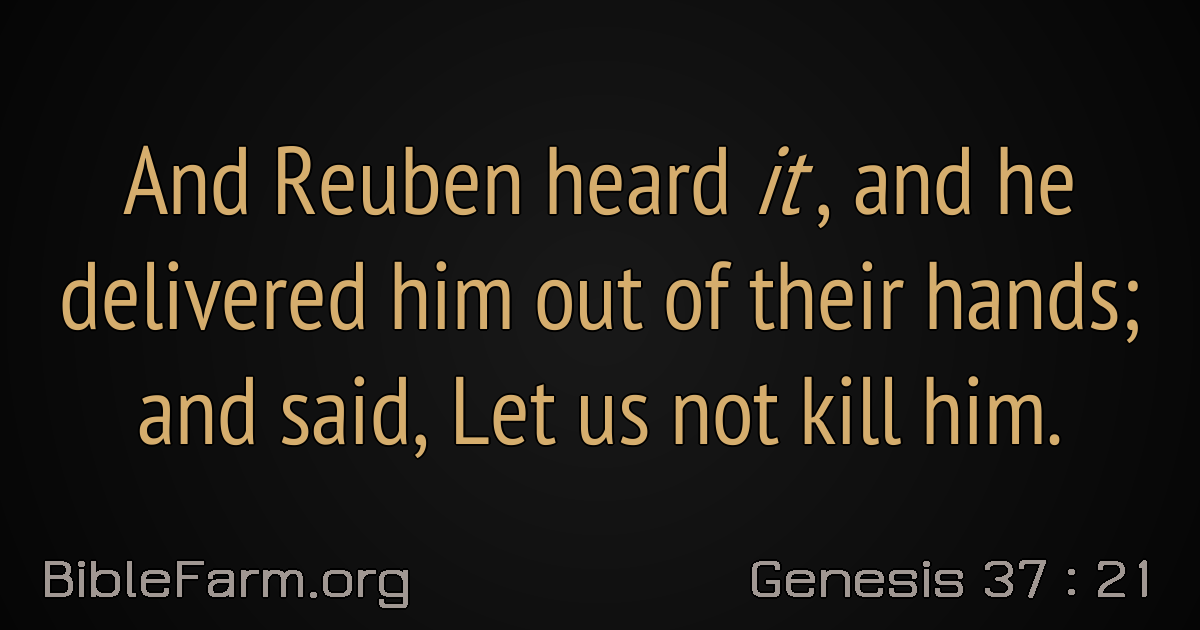 And Reuben heard it, and he
delivered him out of their hands;
and said, Let us not kill him.
BibleFarm.org
Genesis 37 : 21